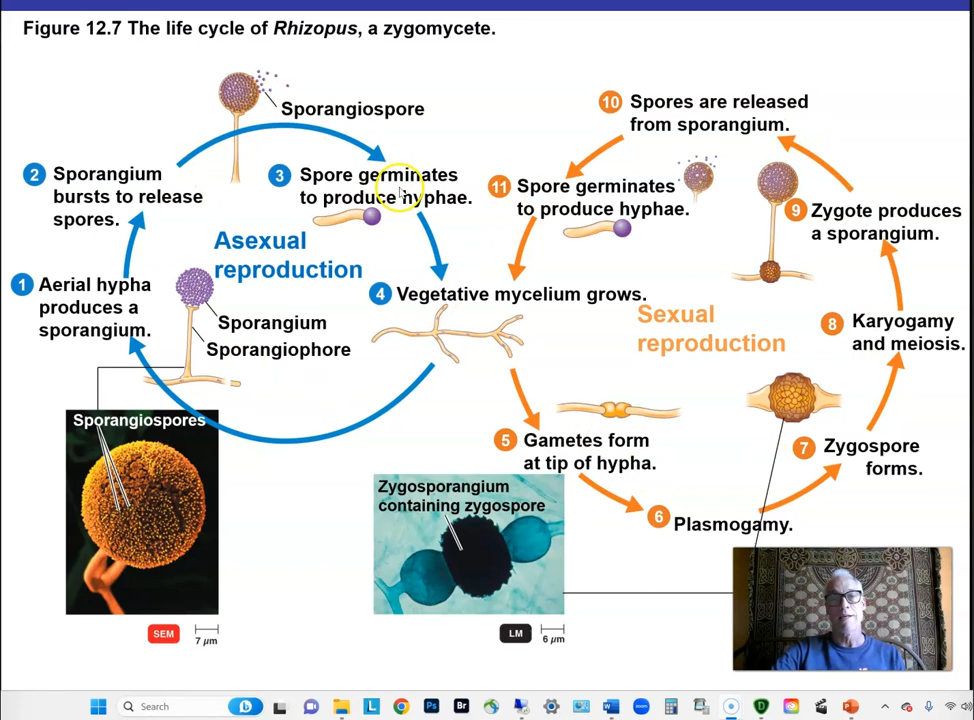 Figure 12.7 The life cycle of Rhizopus, a zygomycete.
Sporangiospore
2 Sporangium
bursts to release
spores.
3 Spore germinates
to produce hyphae.
Asexual
reproduction
1 Aerial hypha
produces a
sporangium.
Sporangium
Sporangiophore
4 Vegetative mycelium grows.
Sporangiospores
SEM
7 µm
10 Spores are released
from sporangium.
11 Spore germinates
to produce hyphae.
9 Zygote produces
a sporangium.
Sexual
reproduction
8 Karyogamy
and meiosis.
5 Gametes form
at tip of hypha.
7 Zygospore
forms.
6 Plasmogamy.
Zygosporangium
containing zygospore
LM
6 µm
Search
b
L
Ps
Br
zoom
D
P